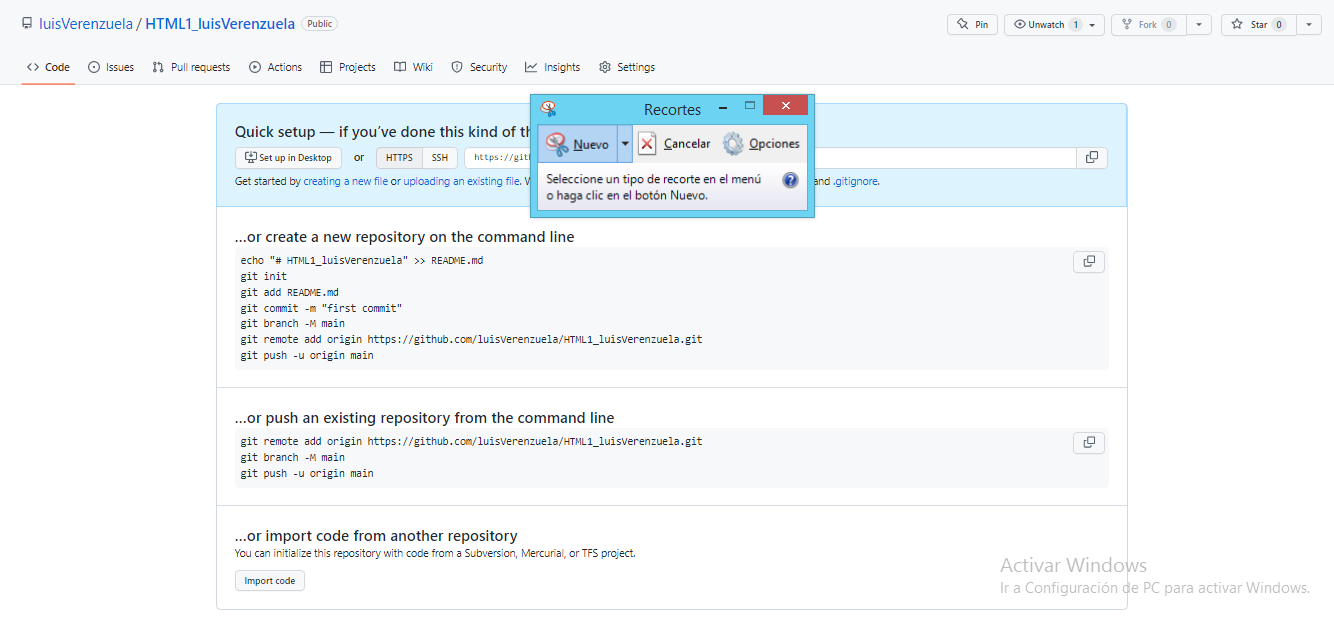 luisVerenzuela / HTML1_luisVerenzuela Public
Pin Unwatch 1 Fork 0 Star 0
Code Issues Pull requests Actions Projects Wiki Security Insights Settings
Recortes
Nuevo Cancelar Opciones
Seleccione un tipo de recorte en el menú
o haga clic en el botón Nuevo.
Quick setup — if you've done this kind of
Set up in Desktop or HTTPS SSH
Get started by creating a new file or uploading an existing file. and .gitignore.
...or create a new repository on the command line
echo "# HTML1_luisVerenzuela" >> README.md
git init
git add README.md
git commit -m "first commit"
git branch -M main
git remote add origin https://github.com/luisVerenzuela/HTML1_luisVerenzuela.git
git push -u origin main
...or push an existing repository from the command line
git remote add origin https://github.com/luisVerenzuela/HTML1_luisVerenzuela.git
git branch -M main
git push -u origin main
...or import code from another repository
You can initialize this repository with code from a Subversion, Mercurial, or TFS project.
Import code
Activar Windows
Ir a Configuración de PC para activar Windows.